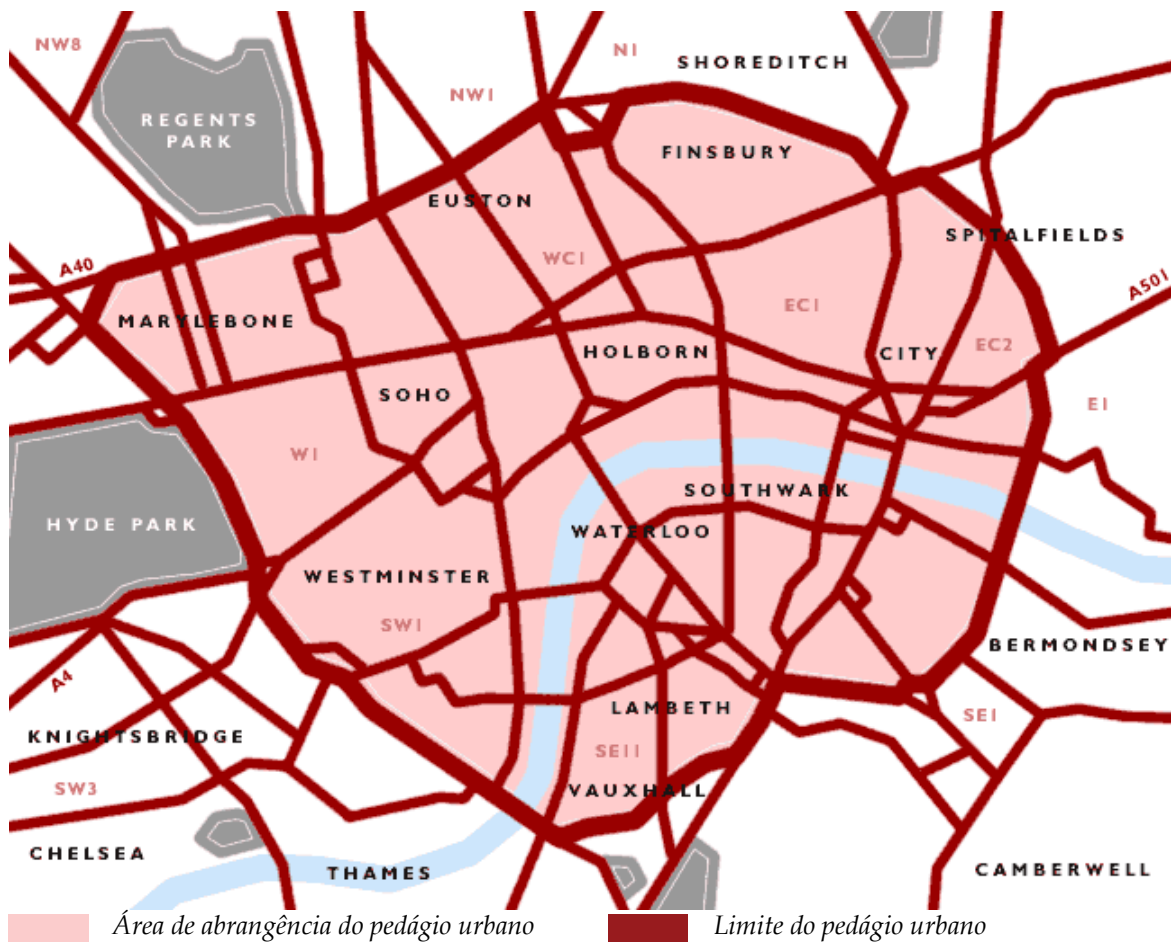 NW8
N1
SHOREDITCH
NW1
REGENTS
PARK
FINSBURY
EUSTON
SPITALFIELDS
WC1
A40
A501
EC1
MARYLEBONE
HOLBORN
CITY
EC2
SOHO
E1
W1
SOUTHWARK
HYDE PARK
WATERLOO
WESTMINSTER
SW1
BERMONDSEY
A4
LAMBETH
SE1
KNIGHTSBRIDGE
SE11
SW3
VAUXHALL
CHELSEA
THAMES
CAMBERWELL
Área de abrangência do pedágio urbano
Limite do pedágio urbano